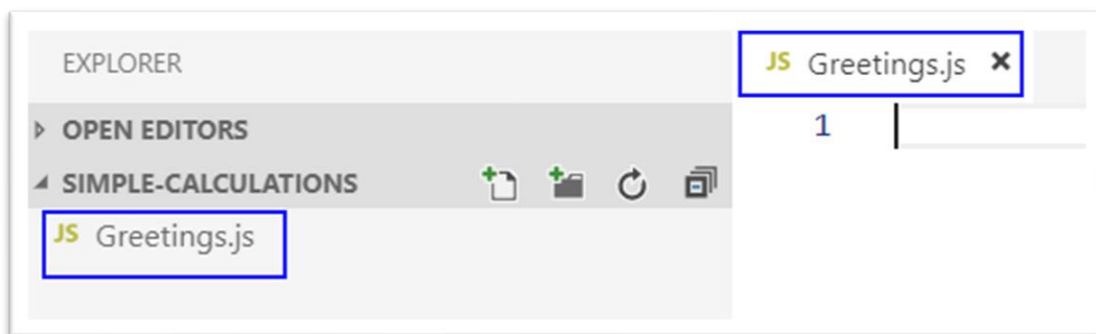 EXPLORER
OPEN EDITORS
SIMPLE-CALCULATIONS
JS Greetings.js
JS Greetings.js ×
1